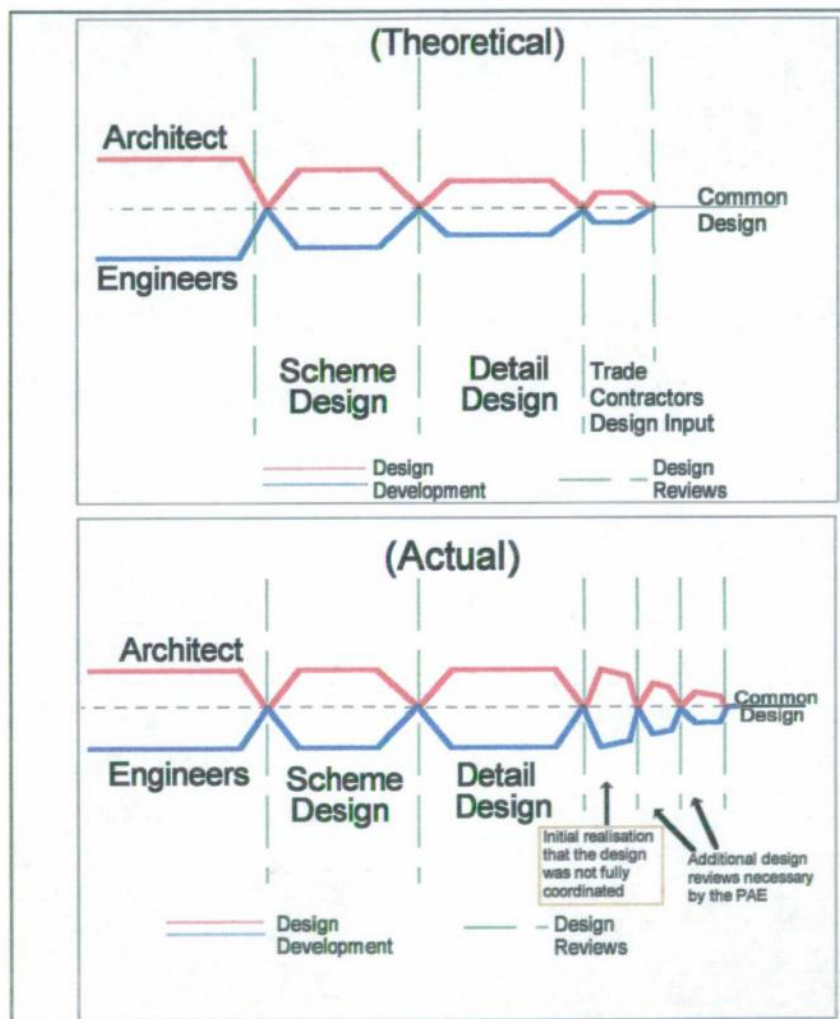 (Theoretical)
Architect
Common
Design
Engineers
Scheme
Design
Detail
Design
Trade
Contractors
Design Input
Design
Development
Design
Reviews
(Actual)
Architect
Common
Design
Engineers
Scheme
Design
Detail
Design
Initial realisation
that the design
was not fully
coordinated
Additional design
reviews necessary
by the PAE
Design
Development
Design
Reviews